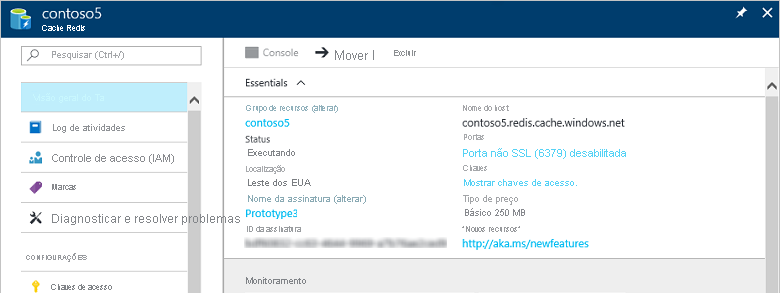 contoso5
Cache Redis
Pesquisar (Ctrl+/)
Log de atividades
Controle de acesso (IAM)
Marcas
Diagnosticar e resolver problemas
CONFIGURAÇÕES
Chaves de acesso
Console
Mover l
Excluir
Essentials
Grupo de recursos (alterar)
contoso5
Status
Executando
Localização
Leste dos EUA
Nome da assinatura (alterar)
Prototype3
ID da assinatura
Nome do host
contoso5.redis.cache.windows.net
Portas
Porta não SSL (6379) desabilitada
Chaves
Mostrar chaves de acesso.
Tipo de preço
Básico 250 MB
"Novos recursos"
http://aka.ms/newfeatures
Monitoramento